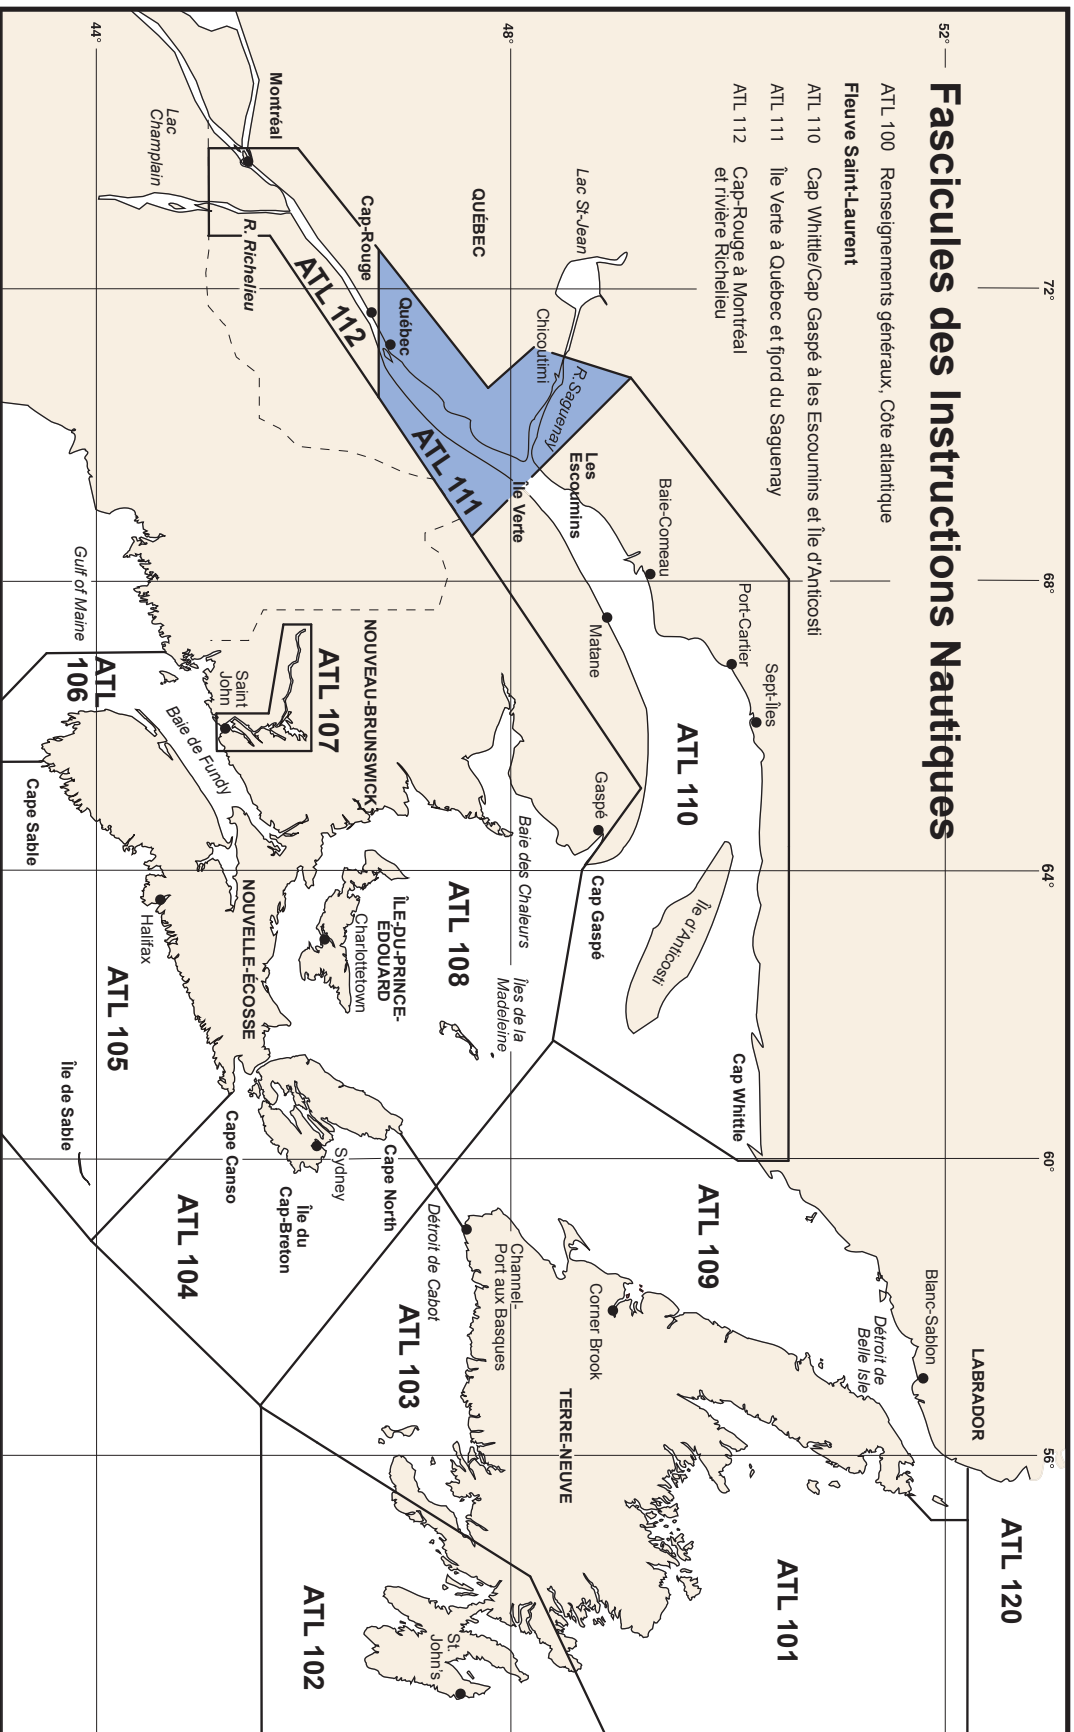 Fascicules des Instructions Nautiques
ATL 100 Renseignements généraux, Côte atlantique
Fleuve Saint-Laurent
ATL 110 Cap Whittle/Cap Gaspé à les Escoumins et Île d'Anticosti
ATL 111 Île Verte à Québec et fjord du Saguenay
ATL 112 Cap-Rouge à Montréal
et rivière Richelieu
72°
68°
64°
60°
56°
52°
48°
44°
LABRADOR
ATL 120
Blanc-Sablon
Détroit de
Belle Isle
ATL 101
Port-Cartier
Sept-Îles
Cap Whittle
ATL 109
Baie-Comeau
ATL 110
Île d'Anticosti
Lac St-Jean
Chicoutimi
R. Saguenay
Les
Escoumins
Matane
Gaspé
Cap Gaspé
Corner Brook
TERRE-NEUVE
QUÉBEC
Île Verte
Baie des Chaleurs
Îles de la
Madeleine
Channel-
Port aux Basques
ATL 111
ATL 108
Détroit de Cabot
ATL 103
St.
John's
Québec
Cap-Rouge
NOUVEAU-BRUNSWICK
ÎLE-DU-PRINCE-
ÉDOUARD
Charlottetown
Cape North
Sydney
ATL 112
ATL 107
Île du
Cap-Breton
ATL 102
Montréal
R. Richelieu
Saint
John
NOUVELLE-ÉCOSSE
Cape Canso
ATL 104
Lac
Champlain
Baie de Fundy
Halifax
ATL 105
Gulf of Maine
ATL
106
Île de Sable
Cape Sable